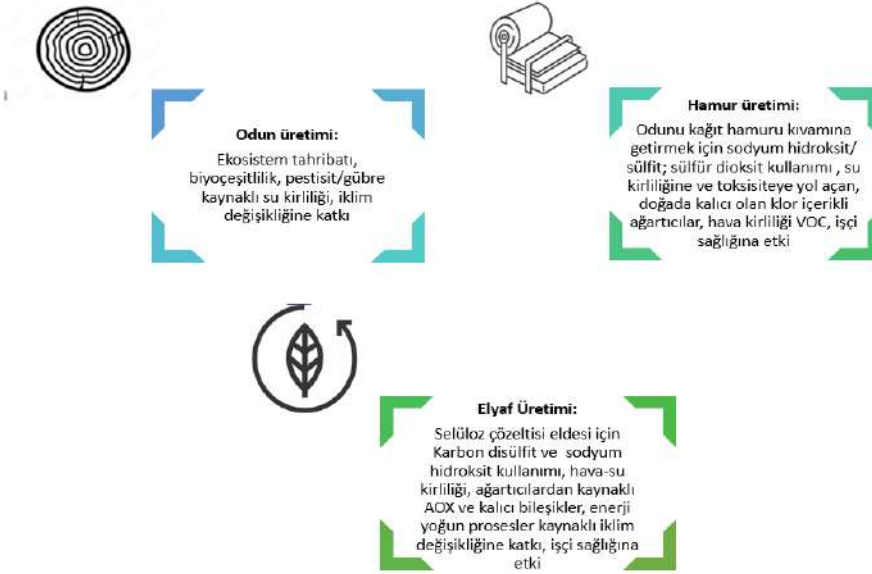 Odun üretimi:
Ekosistem tahribatı,
biyoçeşitlilik, pestisit/gübre
kaynaklı su kirliliği, iklim
değişikliğine katkı
Hamur üretimi:
Odunu kağıt hamuru kıvamına
getirmek için sodyum hidroksit/
sülfit; sülfür dioksit kullanımı , su
kirliliğine ve toksisiteye yol açan,
doğada kalıcı olan klor içerikli
ağartıcılar, hava kirliliği VOC, işçi
sağlığına etki
Elyaf Üretimi:
Selüloz çözeltisi eldesi için
Karbon disülfit ve sodyum
hidroksit kullanımı, hava-su
kirliliği, ağartıcılardan kaynaklı
AOX ve kalıcı bileşikler, enerji
yoğun prosesler kaynaklı iklim
değişikliğine katkı, işçi sağlığına
etki